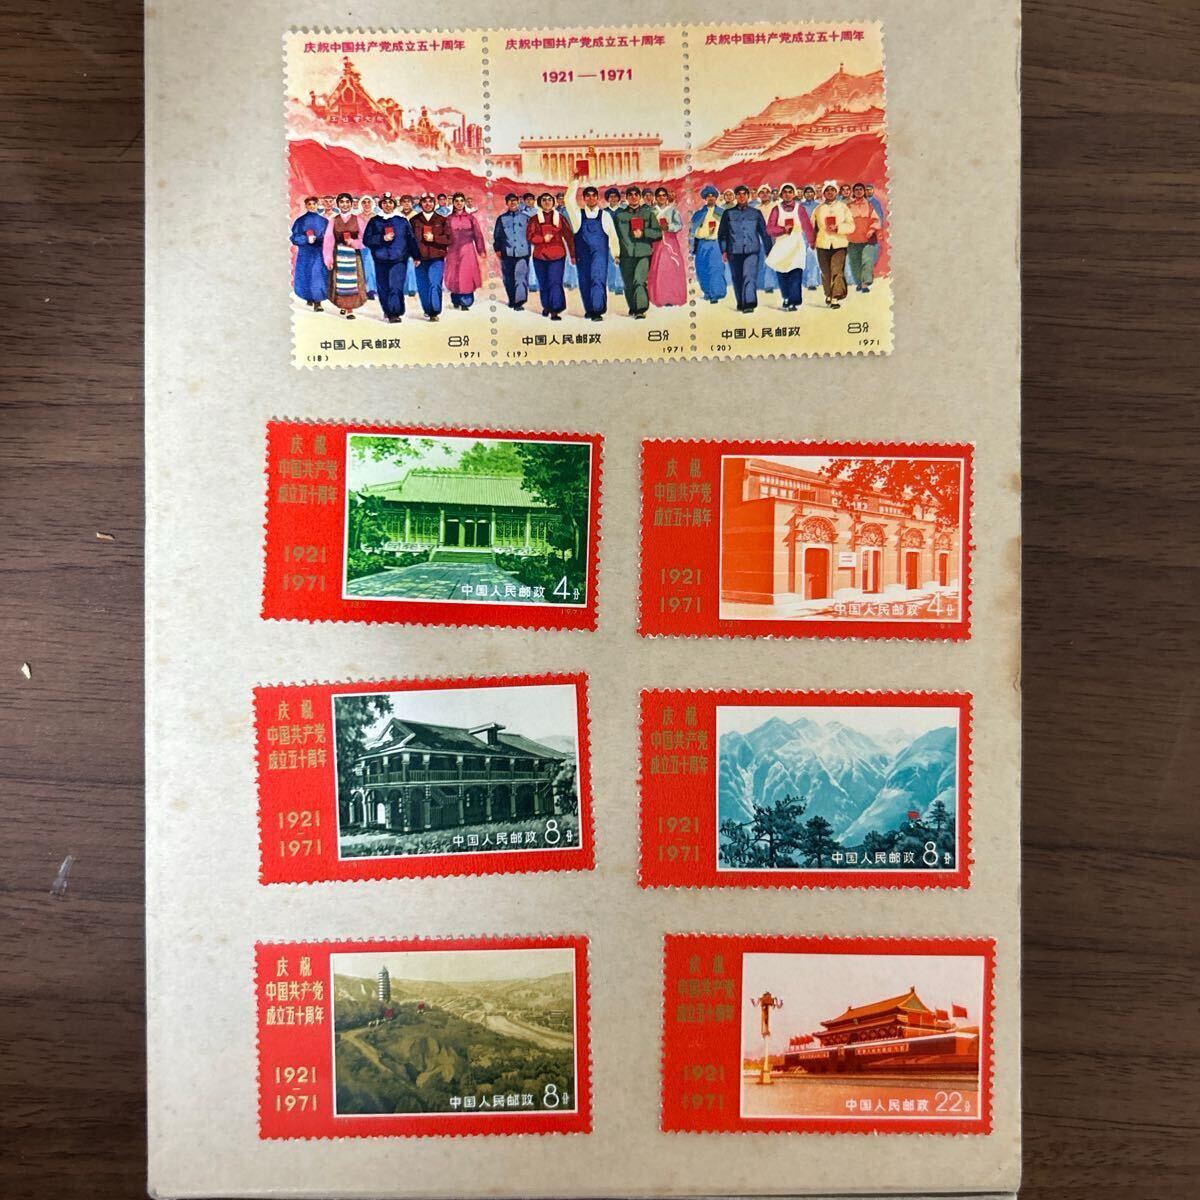 庆祝中国共产党成立五十周年
庆祝中国共产党成立五十周年
庆祝中国共产党成立五十周年
1921—1971
中国人民邮政 8分
(18) 1971
中国人民邮政 8分
(19) 1971
中国人民邮政 8分
(20) 1971
庆祝
中国共产党
成立五十周年
1921
-
1971
中国人民邮政 4分
庆祝
中国共产党
成立五十周年
1921
-
1971
中国人民邮政 4分
庆祝
中国共产党
成立五十周年
1921
-
1971
中国人民邮政 8分
庆祝
中国共产党
成立五十周年
1921
-
1971
中国人民邮政 8分
庆祝
中国共产党
成立五十周年
1921
-
1971
中国人民邮政 8分
庆祝
中国共产党
成立五十周年
1921
-
1971
中国人民邮政 22分